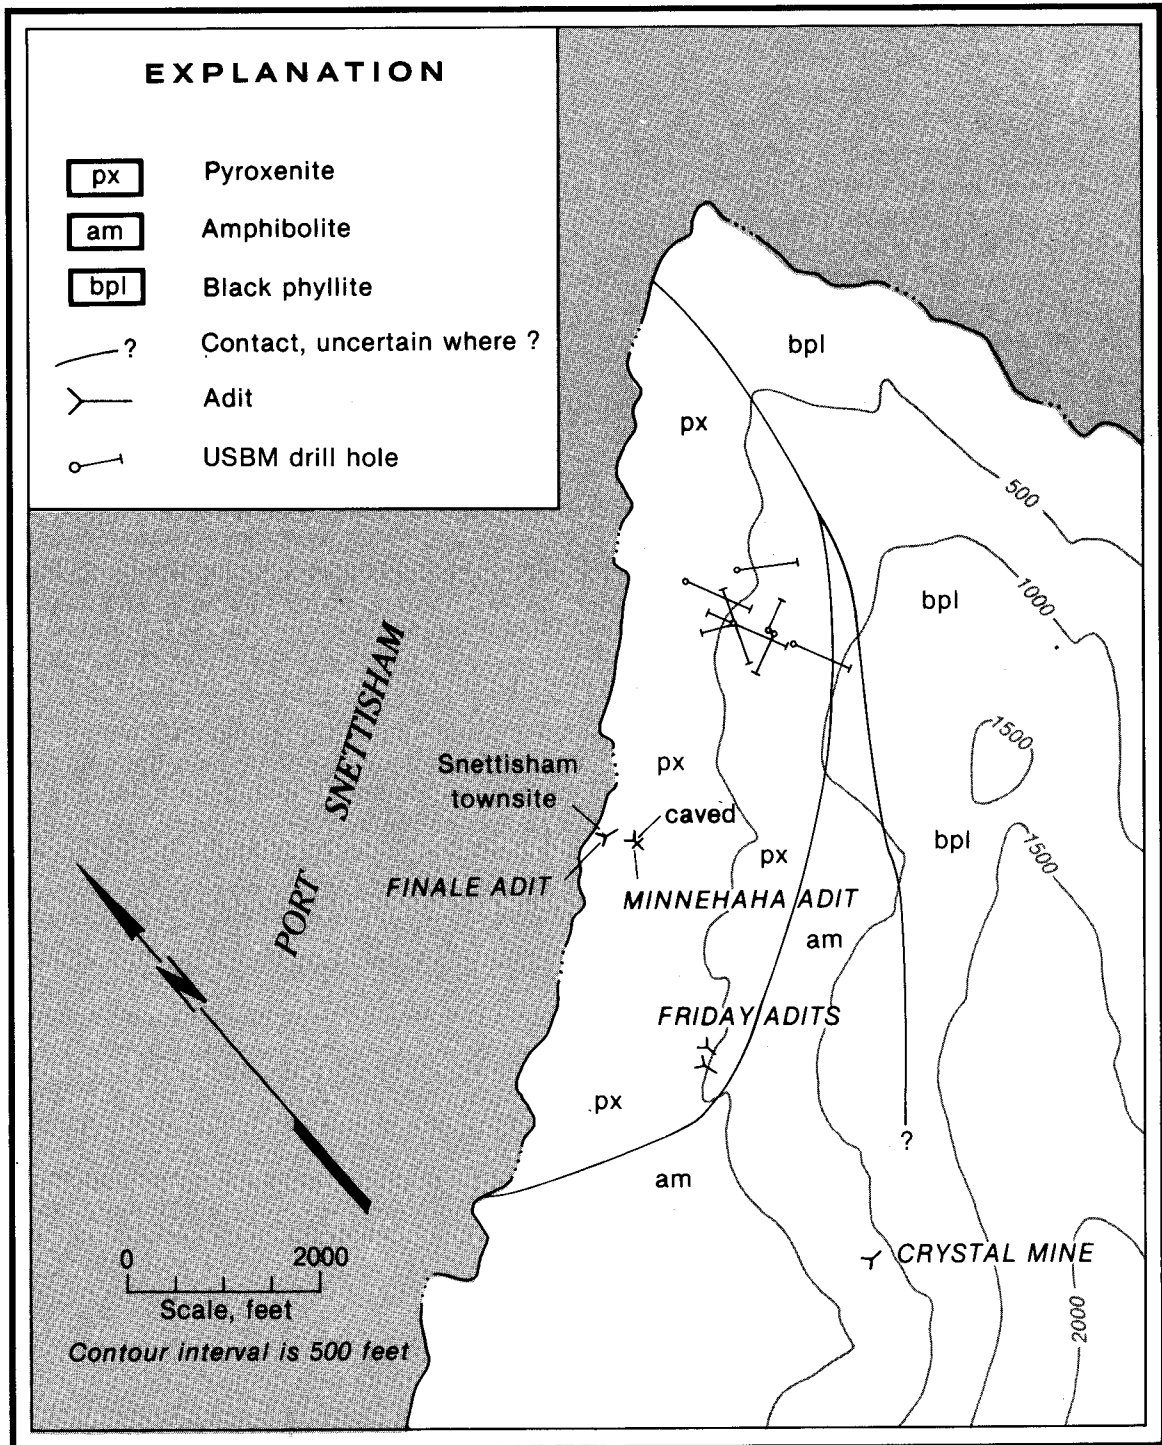 EXPLANATION
px Pyroxenite
am Amphibolite
bpl Black phyllite
? Contact, uncertain where ?
Adit
USBM drill hole
bpl
px
500
1000
bpl
PORT SNETTISHAM
1500
Snettisham
townsite
px
caved
px
bpl
1500
FINALE ADIT
MINNEHAHA ADIT
am
N
FRIDAY ADITS
px
?
am
CRYSTAL MINE
0 2000
Scale, feet
2000
Contour interval is 500 feet